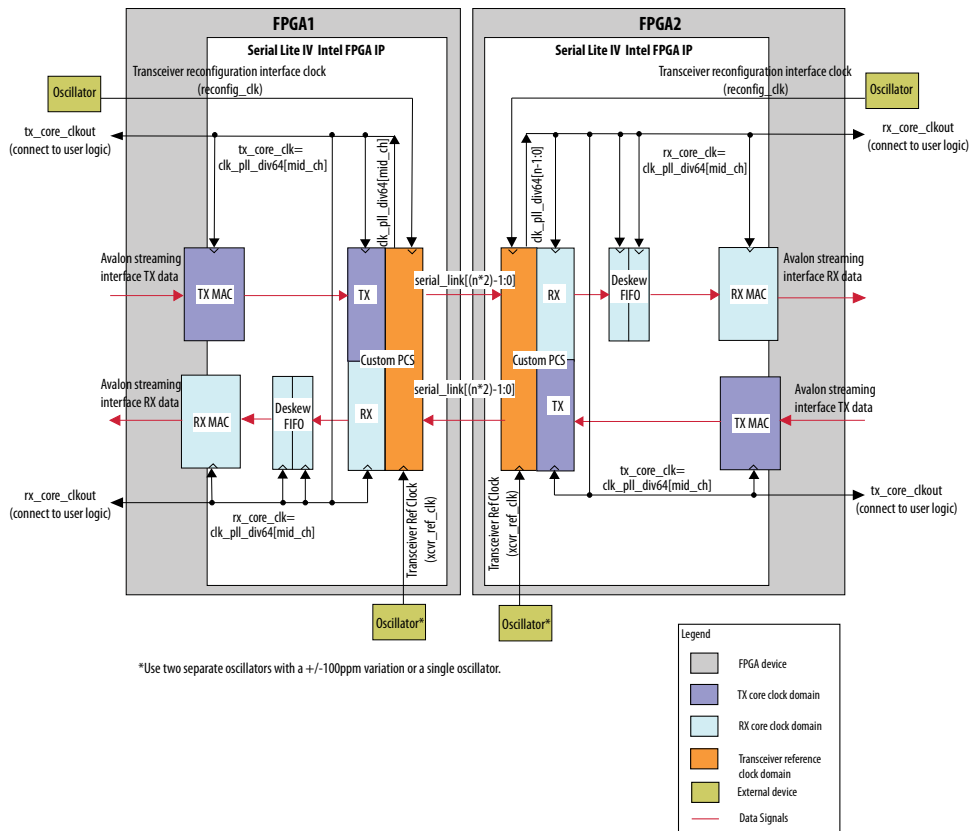 FPGA1
FPGA2
Serial Lite IV Intel FPGA IP
Serial Lite IV Intel FPGA IP
Oscillator
Transceiver reconfiguration interface clock
(reconfig_clk)
Transceiver reconfiguration interface clock
(reconfig_clk)
Oscillator
tx_core_clkout
(connect to user logic)
tx_core_clk=
clk_pll_div64[mid_ch]
clk_pll_div64[mid_ch]
clk_pll_div64[n-1:0]
rx_core_clk=
clk_pll_div64[mid_ch]
rx_core_clkout
(connect to user logic)
Avalon streaming
interface TX data
TX MAC
TX
serial_link[(n*2)-1:0]
RX
Deskew
FIFO
RX MAC
Avalon streaming
interface RX data
Custom PCS
Custom PCS
Avalon streaming
interface RX data
RX MAC
Deskew
FIFO
RX
serial_link[(n*2)-1:0]
TX
TX MAC
Avalon streaming
interface TX data
rx_core_clkout
(connect to user logic)
rx_core_clk=
clk_pll_div64[mid_ch]
Transceiver Ref Clock
(xcvr_ref_clk)
Transceiver Ref Clock
(xcvr_ref_clk)
tx_core_clk=
clk_pll_div64[mid_ch]
tx_core_clkout
(connect to user logic)
Oscillator*
Oscillator*
*Use two separate oscillators with a +/-100ppm variation or a single oscillator.
Legend
FPGA device
TX core clock domain
RX core clock domain
Transceiver reference
clock domain
External device
Data Signals